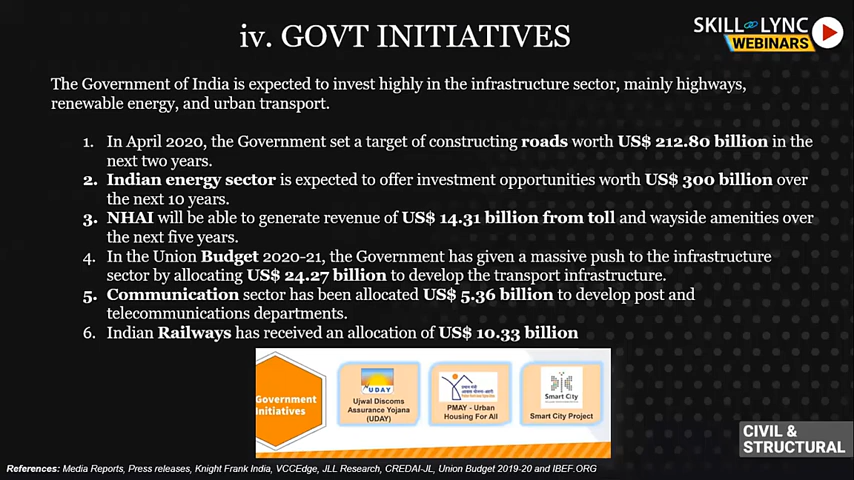 iv. GOVT INITIATIVES
SKILL LYNC
WEBINARS
The Government of India is expected to invest highly in the infrastructure sector, mainly highways,
renewable energy, and urban transport.
1. In April 2020, the Government set a target of constructing roads worth US$ 212.80 billion in the
next two years.
2. Indian energy sector is expected to offer investment opportunities worth US$ 300 billion over
the next 10 years.
3. NHAI will be able to generate revenue of US$ 14.31 billion from toll and wayside amenities over
the next five years.
4. In the Union Budget 2020-21, the Government has given a massive push to the infrastructure
sector by allocating US$ 24.27 billion to develop the transport infrastructure.
5. Communication sector has been allocated US$ 5.36 billion to develop post and
telecommunications departments.
6. Indian Railways has received an allocation of US$ 10.33 billion
Government
Initiatives
UDAY
Ujwal Discoms
Assurance Yojana
(UDAY)
PMAY - Urban
Housing For All
Smart City
Smart City Project
CIVIL &
STRUCTURAL
References: Media Reports, Press releases, Knight Frank India, VCCEdge, JLL Research, CREDAI-JL, Union Budget 2019-20 and IBEF.ORG